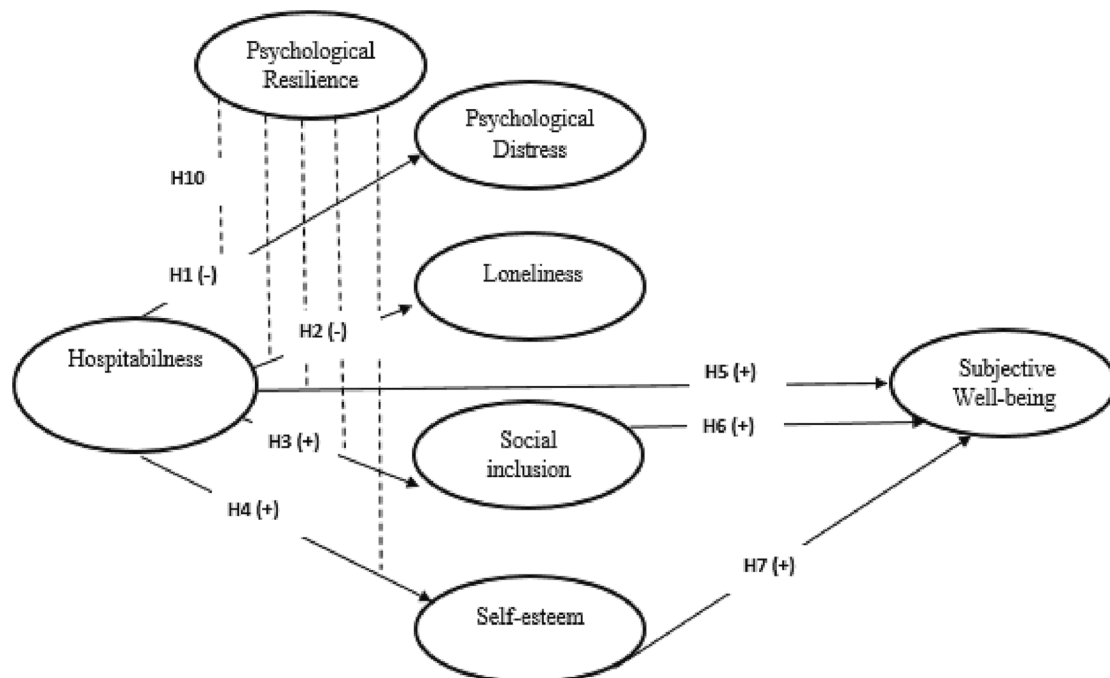 Psychological
Resilience
Psychological
Distress
H10
H1 (-)
Loneliness
H2 (-)
Hospitabilness
H5 (+)
Subjective
Well-being
H6 (+)
H3 (+)
Social
inclusion
H4 (+)
H7 (+)
Self-esteem